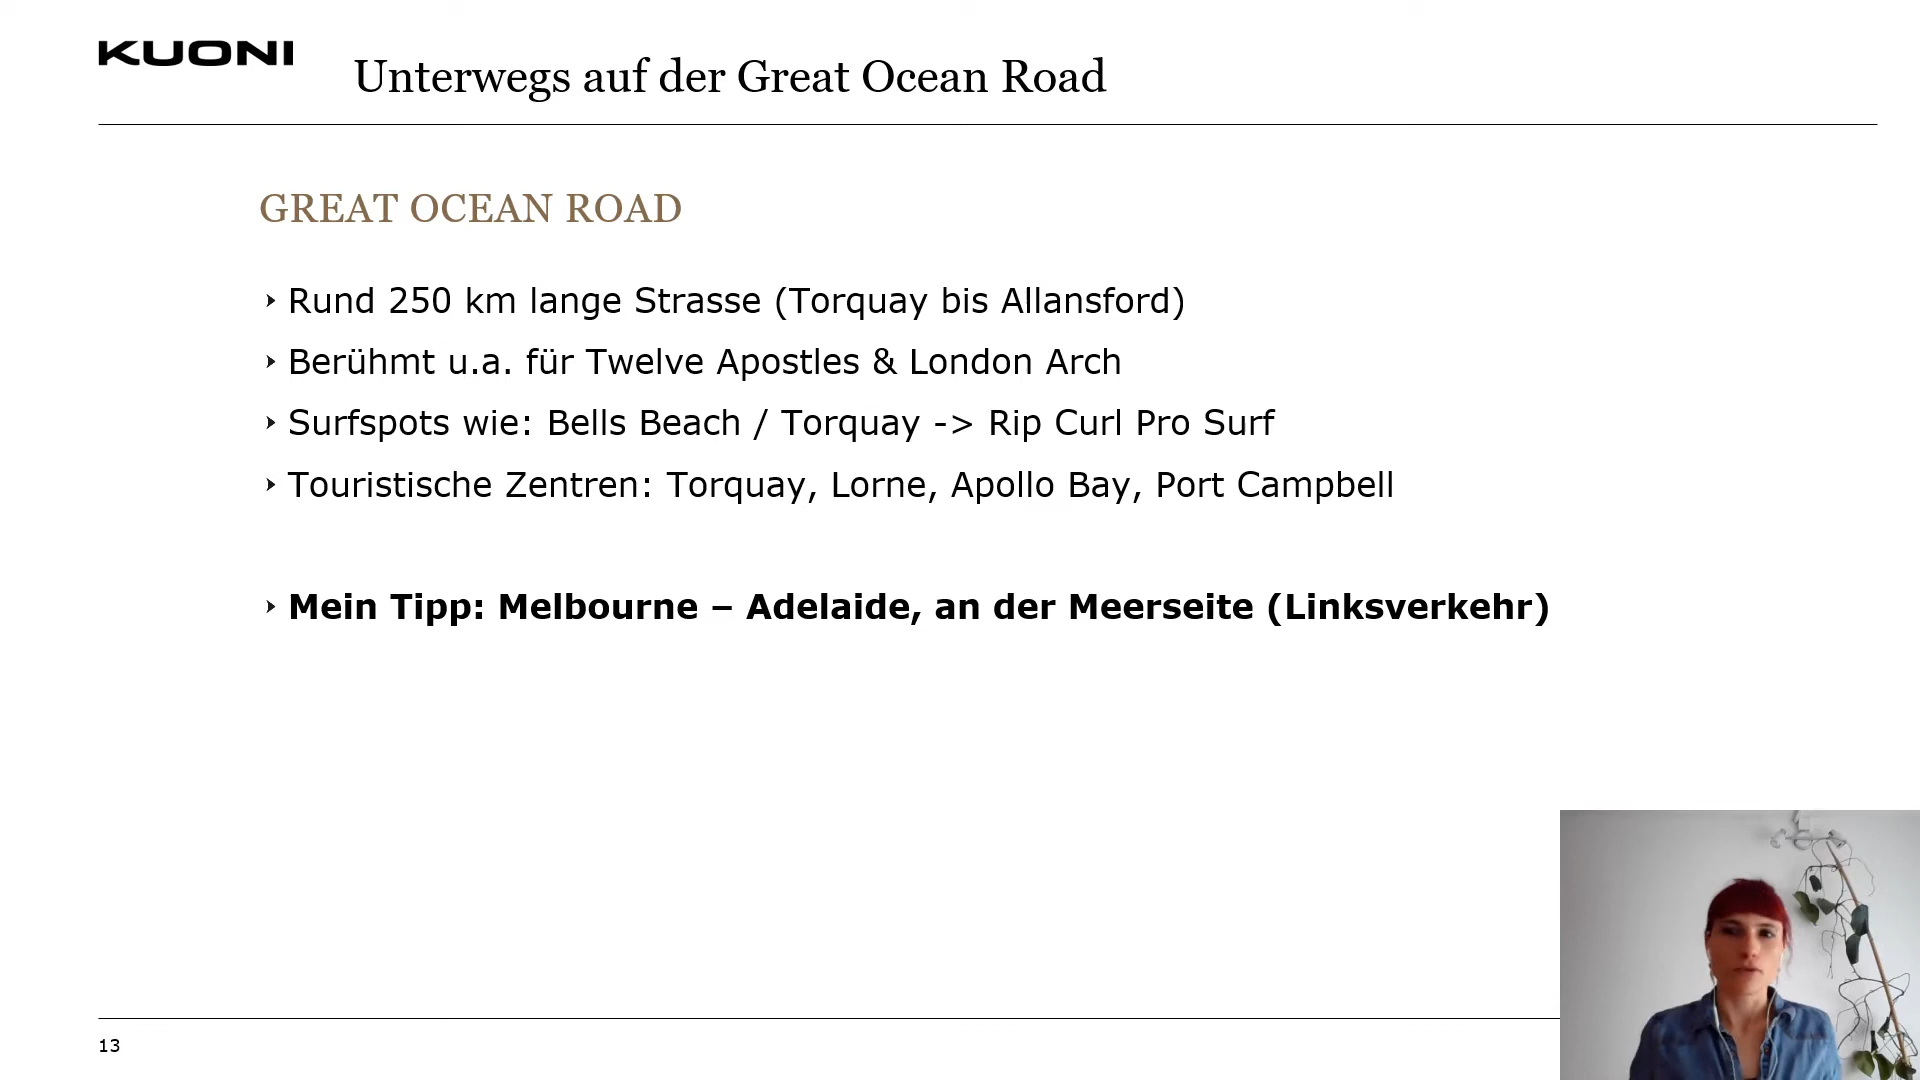 KUONI
Unterwegs auf der Great Ocean Road
GREAT OCEAN ROAD
Rund 250 km lange Strasse (Torquay bis Allansford)
Berühmt u.a. für Twelve Apostles & London Arch
Surfspots wie: Bells Beach / Torquay -> Rip Curl Pro Surf
Touristische Zentren: Torquay, Lorne, Apollo Bay, Port Campbell
Mein Tipp: Melbourne – Adelaide, an der Meerseite (Linksverkehr)
13